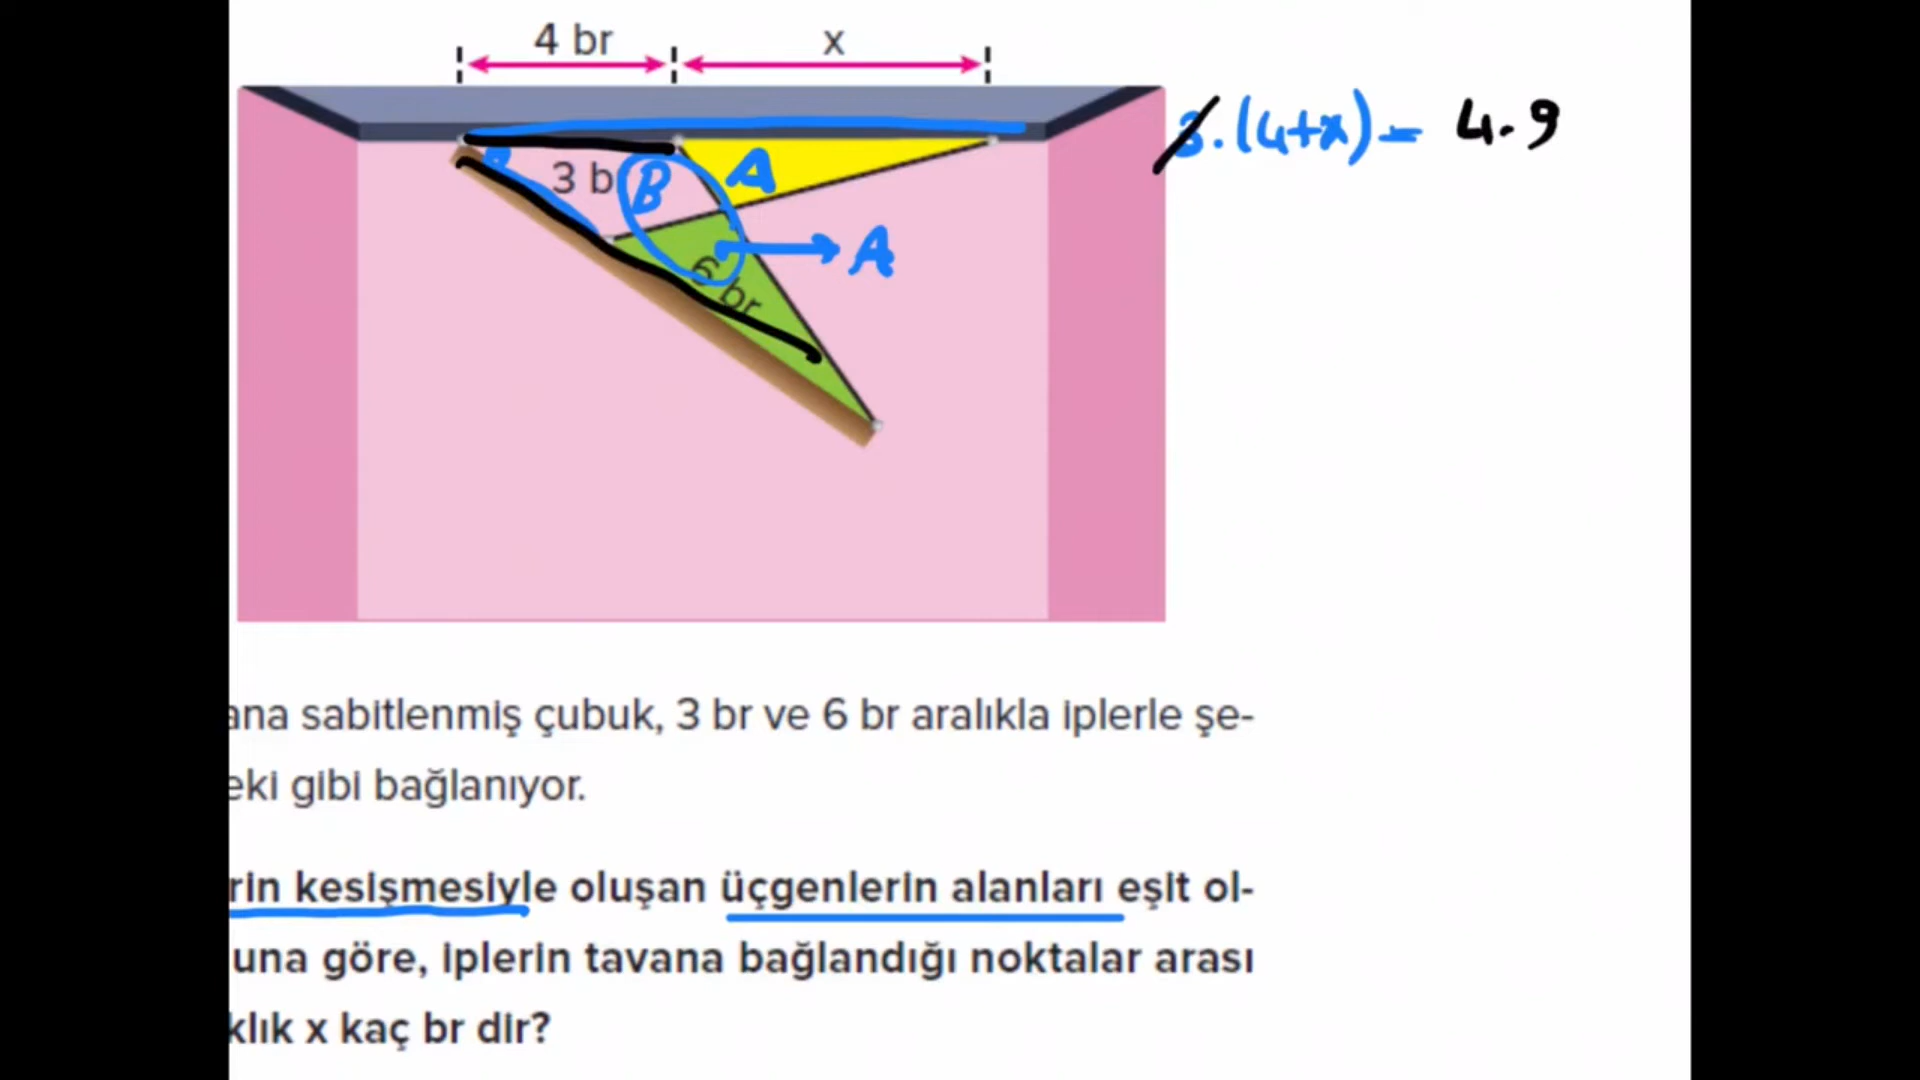 4 br x
3.(4+x) = 4.9
3 b
B
A
A
6 br
ana sabitlenmiş çubuk, 3 br ve 6 br aralıkla iplerle şe-
eki gibi bağlanıyor.
rin kesişmesiyle oluşan üçgenlerin alanları eşit ol-
una göre, iplerin tavana bağlandığı noktalar arası
klık x kaç br dir?